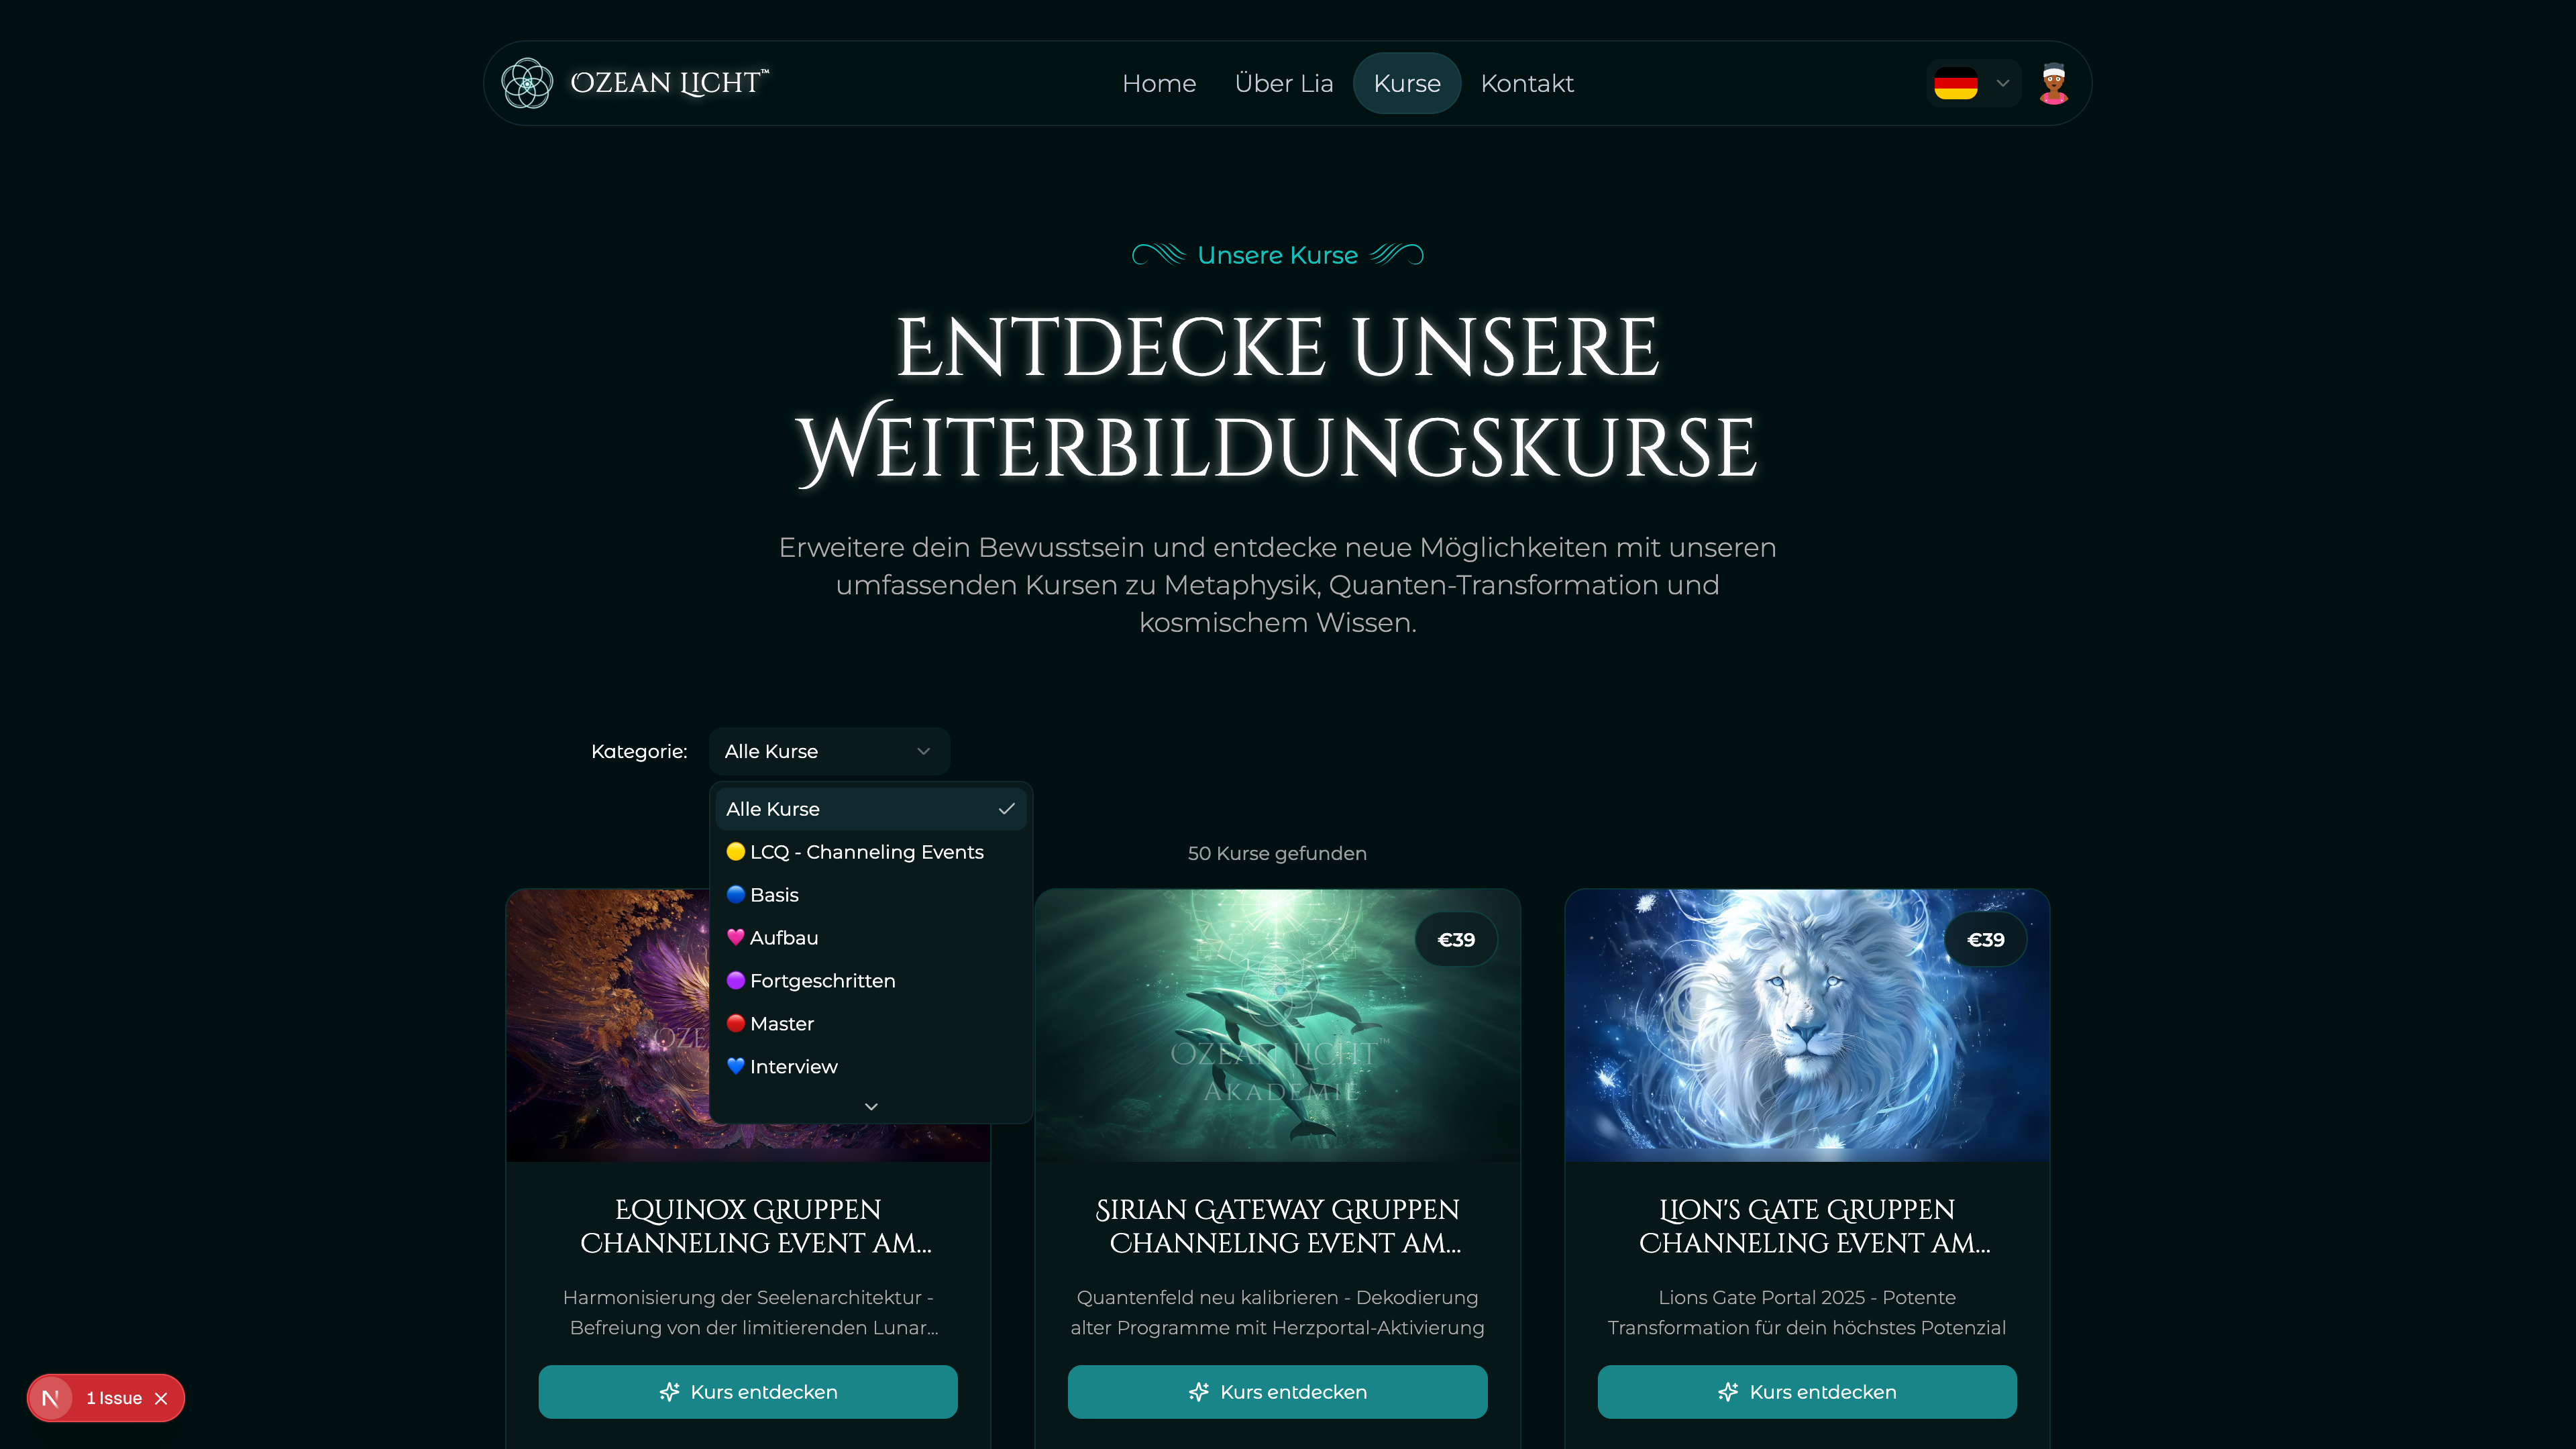 Ozean Licht™
Home
Über Lia
Kurse
Kontakt
Unsere Kurse
Entdecke unsere
Weiterbildungskurse
Erweitere dein Bewusstsein und entdecke neue Möglichkeiten mit unseren
umfassenden Kursen zu Metaphysik, Quanten-Transformation und
kosmischem Wissen.
Kategorie:
Alle Kurse
Alle Kurse
LCQ - Channeling Events
Basis
Aufbau
Fortgeschritten
Master
Interview
50 Kurse gefunden
OZE
€39
Ozean Licht™
Akademie
€39
Equinox Gruppen
Channeling Event am...
Harmonisierung der Seelenarchitektur -
Befreiung von der limitierenden Lunar...
Kurs entdecken
Sirian Gateway Gruppen
Channeling Event am...
Quantenfeld neu kalibrieren - Dekodierung
alter Programme mit Herzportal-Aktivierung
Kurs entdecken
Lion's Gate Gruppen
Channeling Event am...
Lions Gate Portal 2025 - Potente
Transformation für dein höchstes Potenzial
Kurs entdecken
N
1 Issue